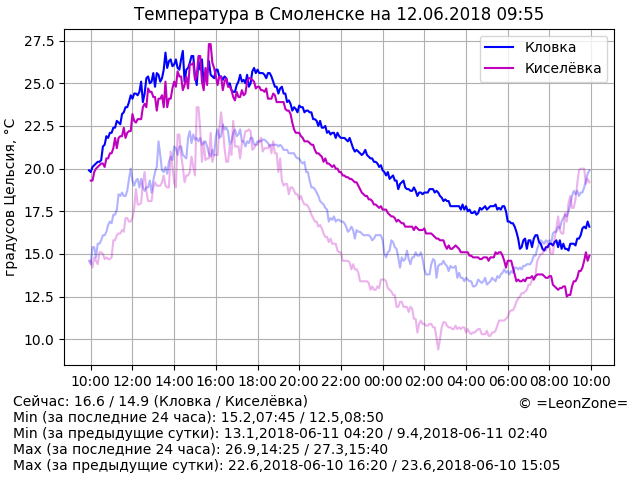 Температура в Смоленске на 12.06.2018 09:55
27.5
25.0
22.5
20.0
17.5
15.0
12.5
10.0
градусов Цельсия, °C
Кловка
Киселёвка
10:00 12:00 14:00 16:00 18:00 20:00 22:00 00:00 02:00 04:00 06:00 08:00 10:00
Сейчас: 16.6 / 14.9 (Кловка / Киселёвка)
© =LeonZone=
Min (за последние 24 часа): 15.2,07:45 / 12.5,08:50
Min (за предыдущие сутки): 13.1,2018-06-11 04:20 / 9.4,2018-06-11 02:40
Max (за последние 24 часа): 26.9,14:25 / 27.3,15:40
Max (за предыдущие сутки): 22.6,2018-06-10 16:20 / 23.6,2018-06-10 15:05